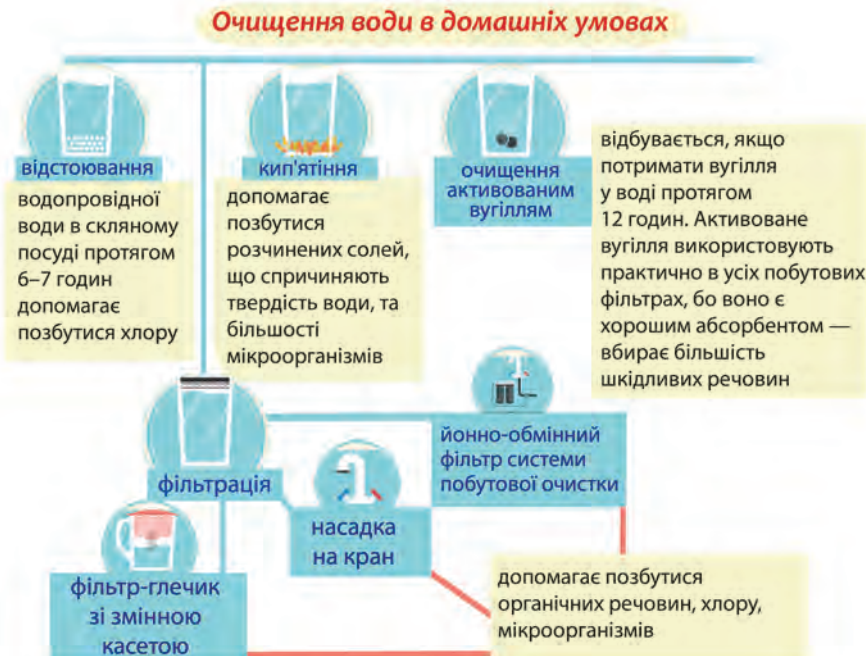 Очищення води в домашніх умовах
відстоювання
водопровідної
води в скляному
посуді протягом
6–7 годин
допомагає
позбутися хлору
кип'ятіння
допомагає
позбутися
розчинених солей,
що спричиняють
твердість води, та
більшості
мікроорганізмів
очищення
активованим
вугіллям
відбувається, якщо
потримати вугілля
у воді протягом
12 годин. Активоване
вугілля використовують
практично в усіх побутових
фільтрах, бо воно є
хорошим абсорбентом —
вбирає більшість
шкідливих речовин
фільтрація
фільтр-глечик
зі змінною
касетою
насадка
на кран
йонно-обмінний
фільтр системи
побутової очистки
допомагає позбутися
органічних речовин, хлору,
мікроорганізмів